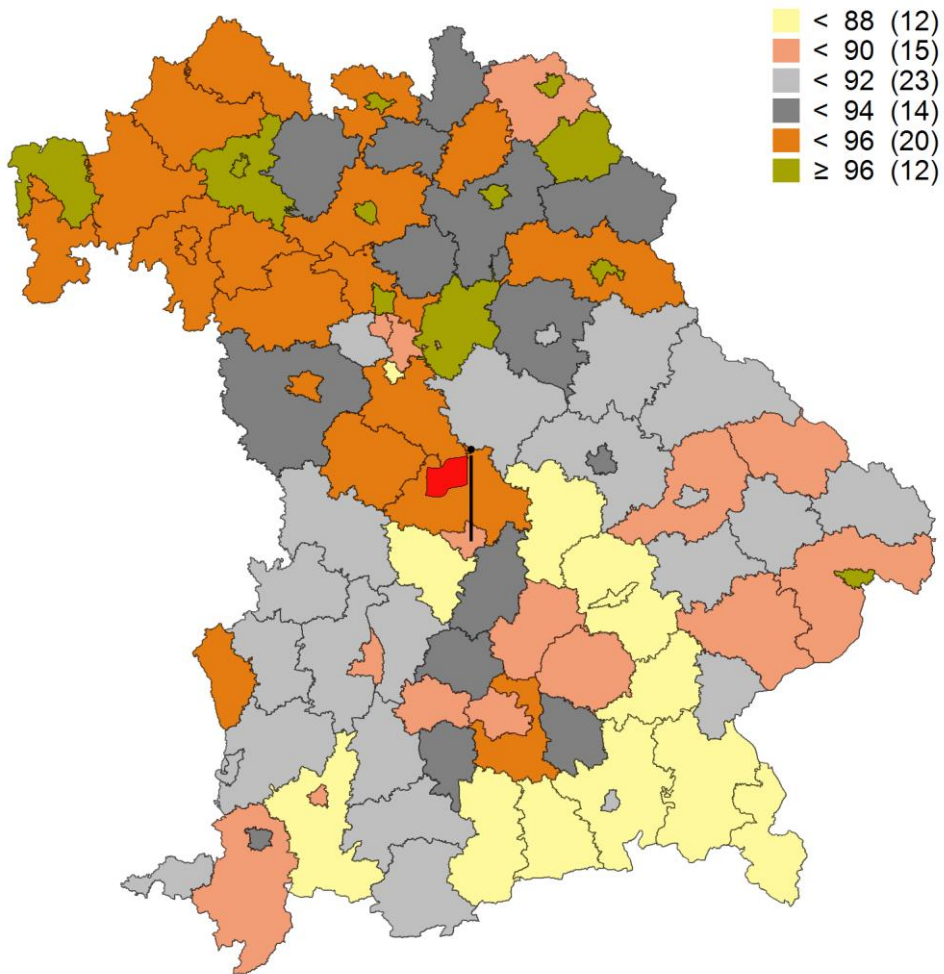 < 88 (12)
< 90 (15)
< 92 (23)
< 94 (14)
< 96 (20)
≥ 96 (12)